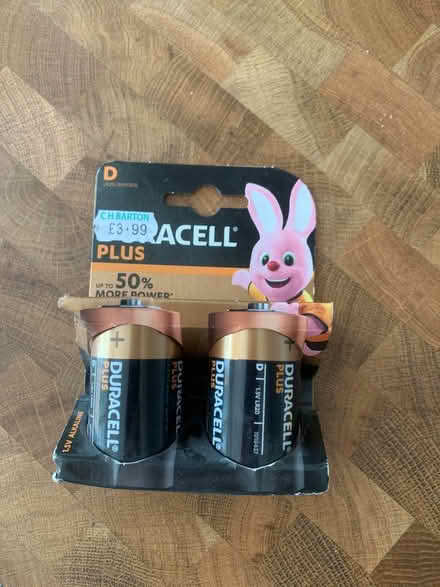 D
C H BARTON
£3.99
DURACELL®
PLUS
UP TO 50%
MORE POWER*
+
DURACELL®
PLUS
+
D | 1.5V LR20
DURACELL®
PLUS
PLUS
1.5V ALKALINE